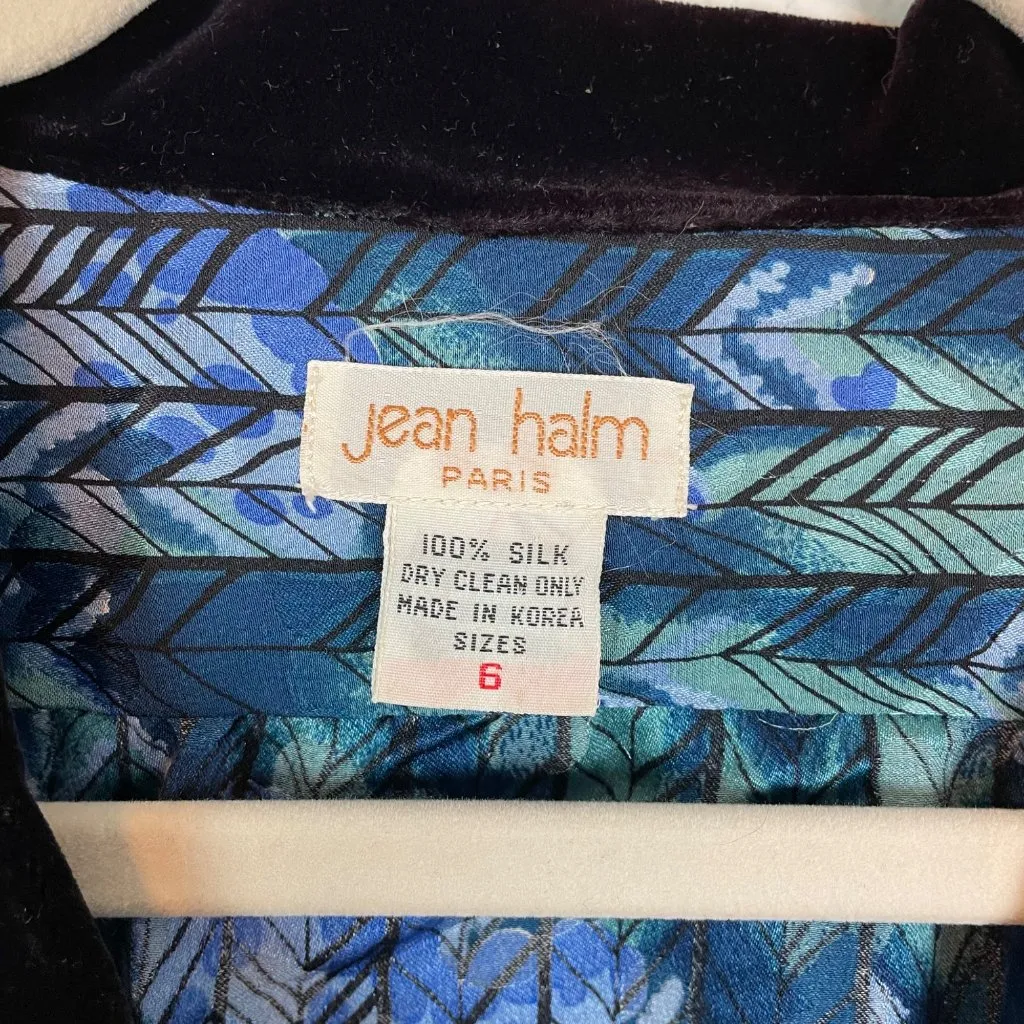 jean halm
PARIS
100% SILK
DRY CLEAN ONLY
MADE IN KOREA
SIZES
6